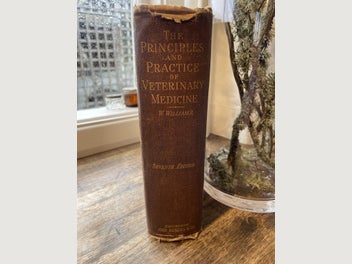 THE
PRINCIPLES
AND
PRACTICE
OF
VETERINARY
MEDICINE
W. WILLIAMS
SEVENTH EDITION